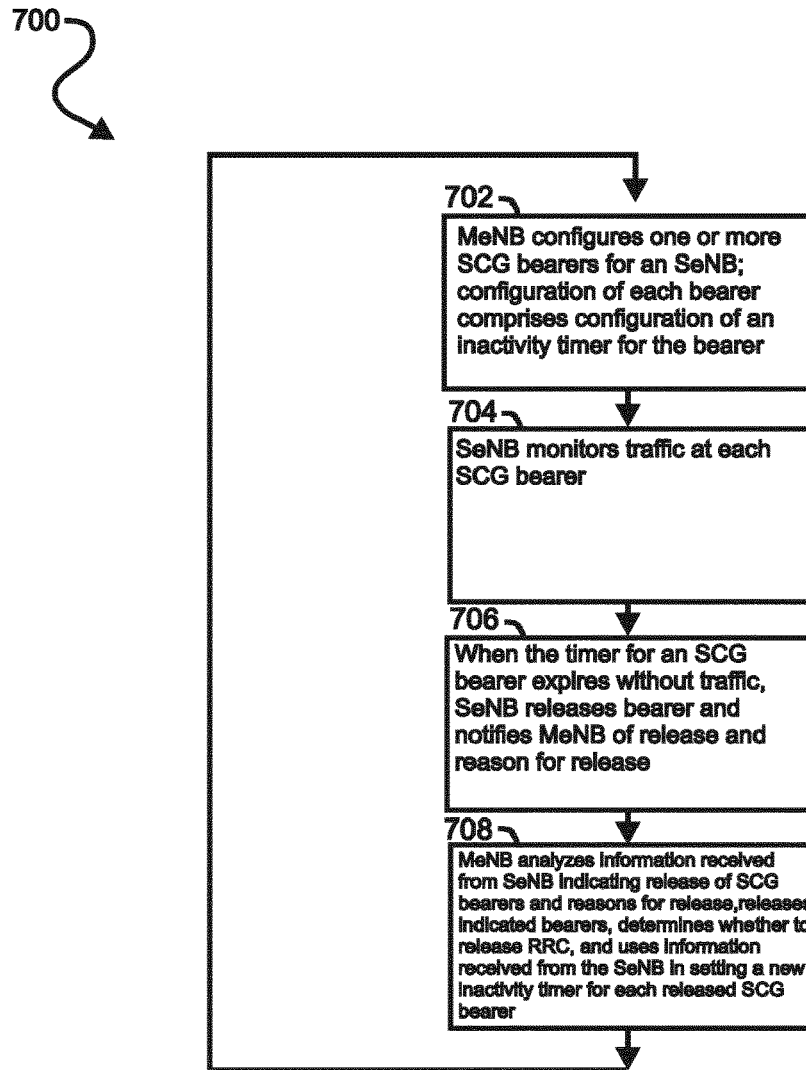 700
702
MeNB configures one or more
SCG bearers for an SeNB;
configuration of each bearer
comprises configuration of an
inactivity timer for the bearer
704
SeNB monitors traffic at each
SCG bearer
706
When the timer for an SCG
bearer expires without traffic,
SeNB releases bearer and
notifies MeNB of release and
reason for release
708
MeNB analyzes information received
from SeNB indicating release of SCG
bearers and reasons for release,releases
indicated bearers, determines whether to
release RRC, and uses information
received from the SeNB in setting a new
inactivity timer for each released SCG
bearer